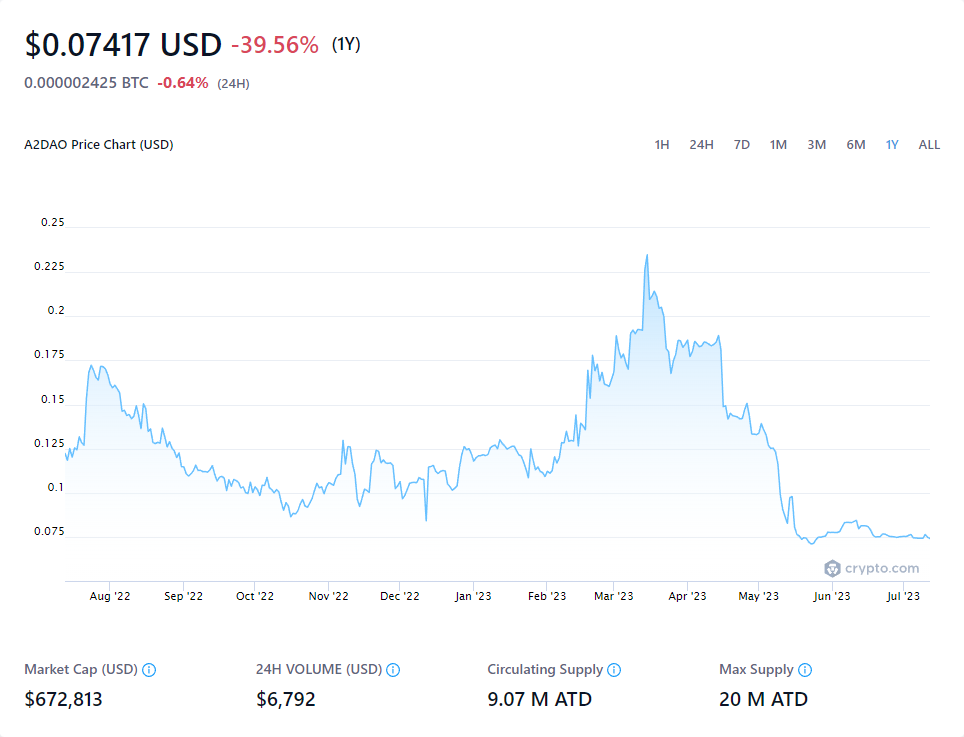 $0.07417 USD -39.56% (1Y)
0.000002425 BTC -0.64% (24H)
A2DAO Price Chart (USD) 1H 24H 7D 1M 3M 6M 1Y ALL
0.25
0.225
0.2
0.175
0.15
0.125
0.1
0.075
crypto.com
Aug '22 Sep '22 Oct '22 Nov '22 Dec '22 Jan '23 Feb '23 Mar '23 Apr '23 May '23 Jun '23 Jul '23
Market Cap (USD) 24H VOLUME (USD) Circulating Supply Max Supply
$672,813 $6,792 9.07 M ATD 20 M ATD